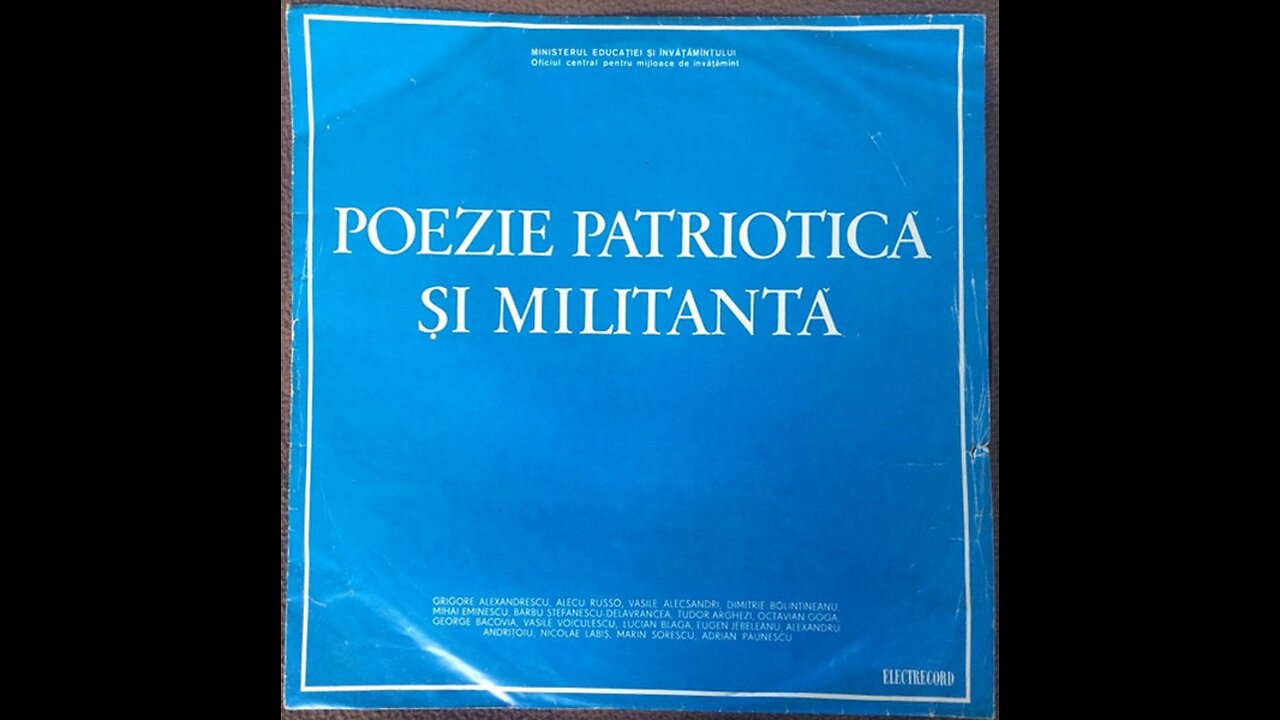 MINISTERUL EDUCAȚIEI ȘI ÎNVĂȚĂMÎNTULUI
Oficiul central pentru mijloace de învățămînt
POEZIE PATRIOTICĂ
ȘI MILITANTĂ
GRIGORE ALEXANDRESCU, ALECU RUSSO, VASILE ALECSANDRI, DIMITRIE BOLINTINEANU,
MIHAI EMINESCU, BARBU ȘTEFĂNESCU-DELAVRANCEA, TUDOR ARGHEZI, OCTAVIAN GOGA,
GEORGE BACOVIA, VASILE VOICULESCU, LUCIAN BLAGA, EUGEN JEBELEANU, ALEXANDRU
ANDRIȚOIU, NICOLAE LABIȘ, MARIN SORESCU, ADRIAN PĂUNESCU
ELECTRECORD